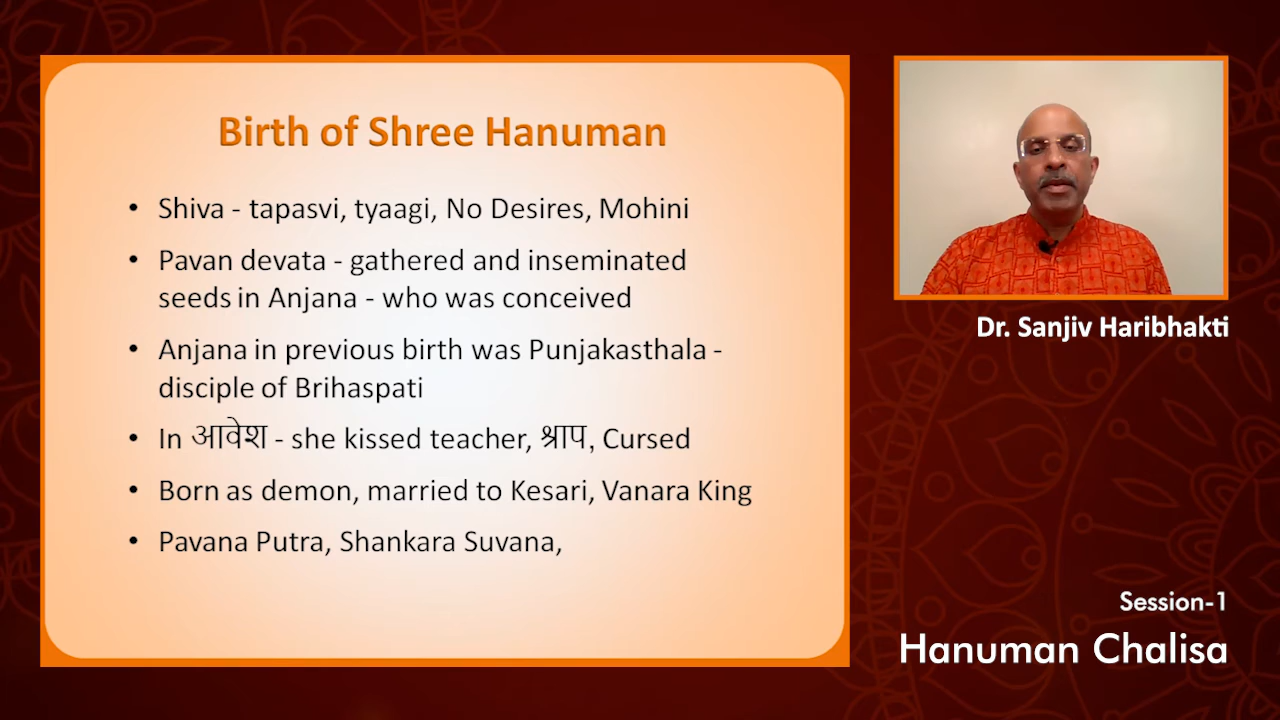 Birth of Shree Hanuman
• Shiva - tapasvi, tyaagi, No Desires, Mohini
• Pavan devata - gathered and inseminated
seeds in Anjana - who was conceived
• Anjana in previous birth was Punjakasthala -
disciple of Brihaspati
• In आवेश - she kissed teacher, श्राप, Cursed
• Born as demon, married to Kesari, Vanara King
• Pavana Putra, Shankara Suvana,
Dr. Sanjiv Haribhakti
Session-1
Hanuman Chalisa